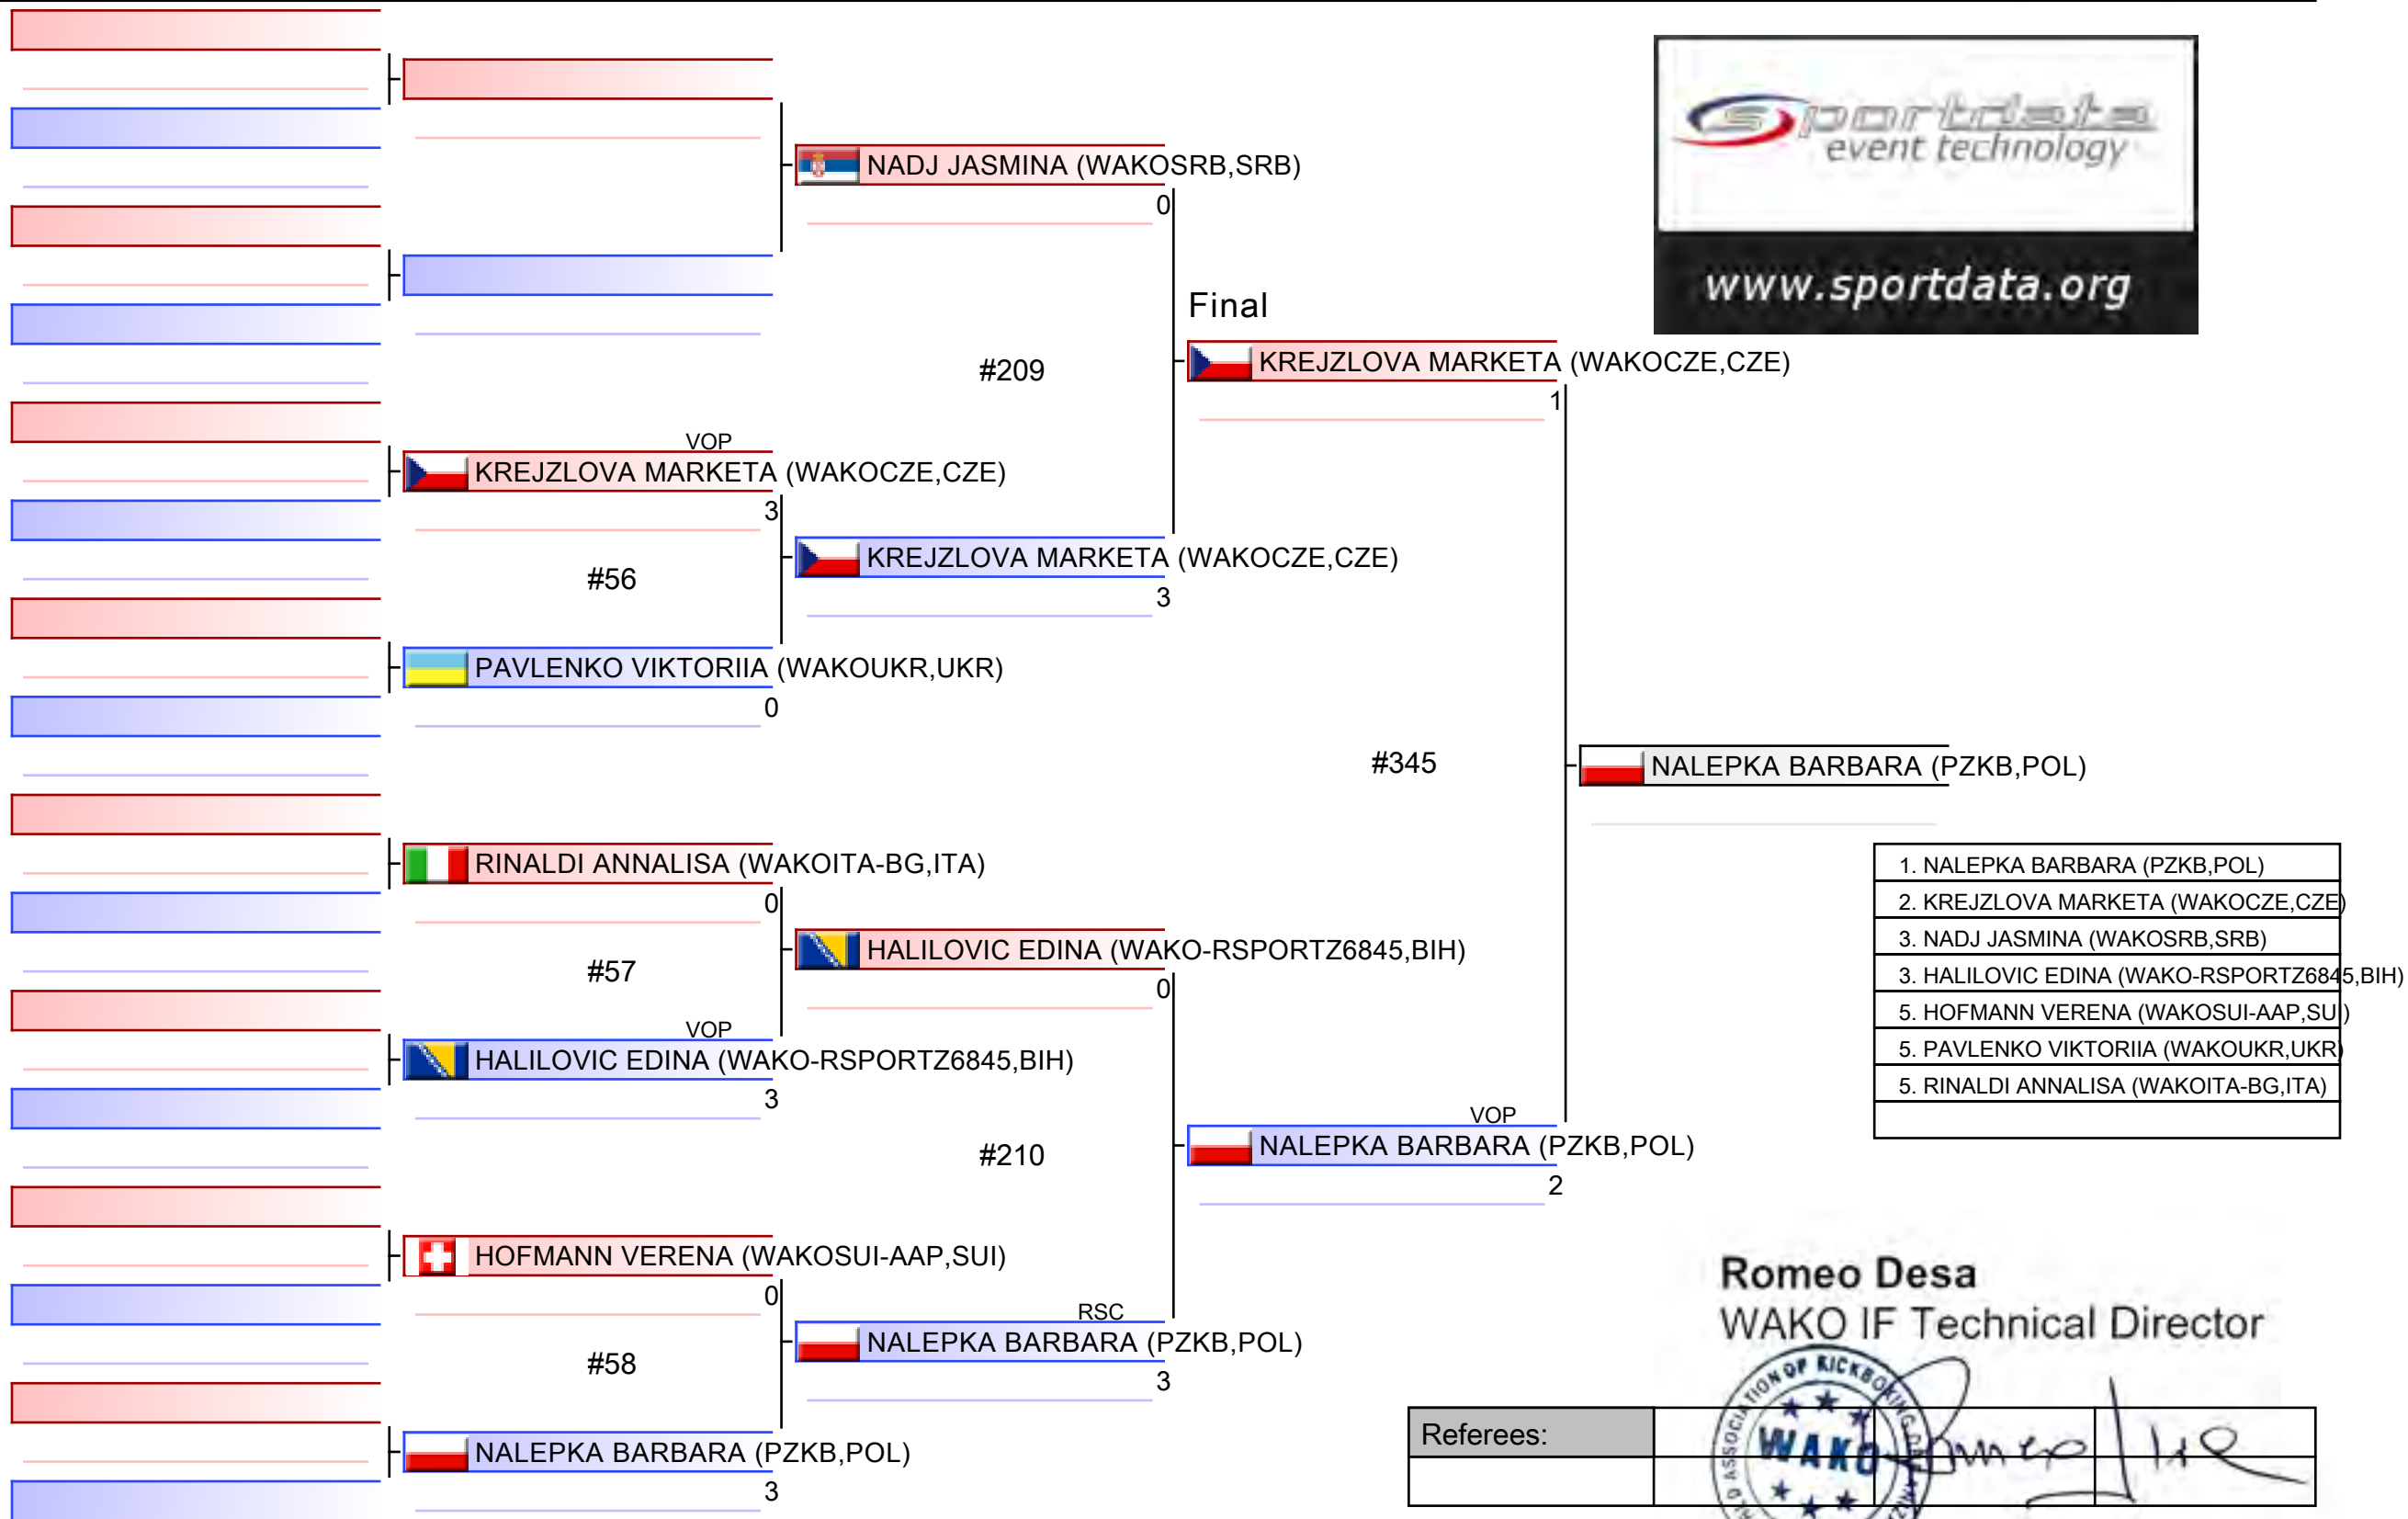 sportdata
event technology
www.sportdata.org
NADJ JASMINA (WAKOSRB,SRB)
0
Final
#209
KREJZLOVA MARKETA (WAKOCZE,CZE)
1
VOP
KREJZLOVA MARKETA (WAKOCZE,CZE)
3
#56
KREJZLOVA MARKETA (WAKOCZE,CZE)
3
PAVLENKO VIKTORIIA (WAKOUKR,UKR)
0
#345
NALEPKA BARBARA (PZKB,POL)
RINALDI ANNALISA (WAKOITA-BG,ITA)
0
#57
HALILOVIC EDINA (WAKO-RSPORTZ6845,BIH)
0
VOP
HALILOVIC EDINA (WAKO-RSPORTZ6845,BIH)
3
#210
VOP
NALEPKA BARBARA (PZKB,POL)
2
HOFMANN VERENA (WAKOSUI-AAP,SUI)
0
#58
RSC
NALEPKA BARBARA (PZKB,POL)
3
NALEPKA BARBARA (PZKB,POL)
3
1. NALEPKA BARBARA (PZKB,POL)
2. KREJZLOVA MARKETA (WAKOCZE,CZE)
3. NADJ JASMINA (WAKOSRB,SRB)
3. HALILOVIC EDINA (WAKO-RSPORTZ6845,BIH)
5. HOFMANN VERENA (WAKOSUI-AAP,SUI)
5. PAVLENKO VIKTORIIA (WAKOUKR,UKR)
5. RINALDI ANNALISA (WAKOITA-BG,ITA)
Romeo Desa
WAKO IF Technical Director
Referees:
ASSOCIATION OF KICKBOXING
WAKO